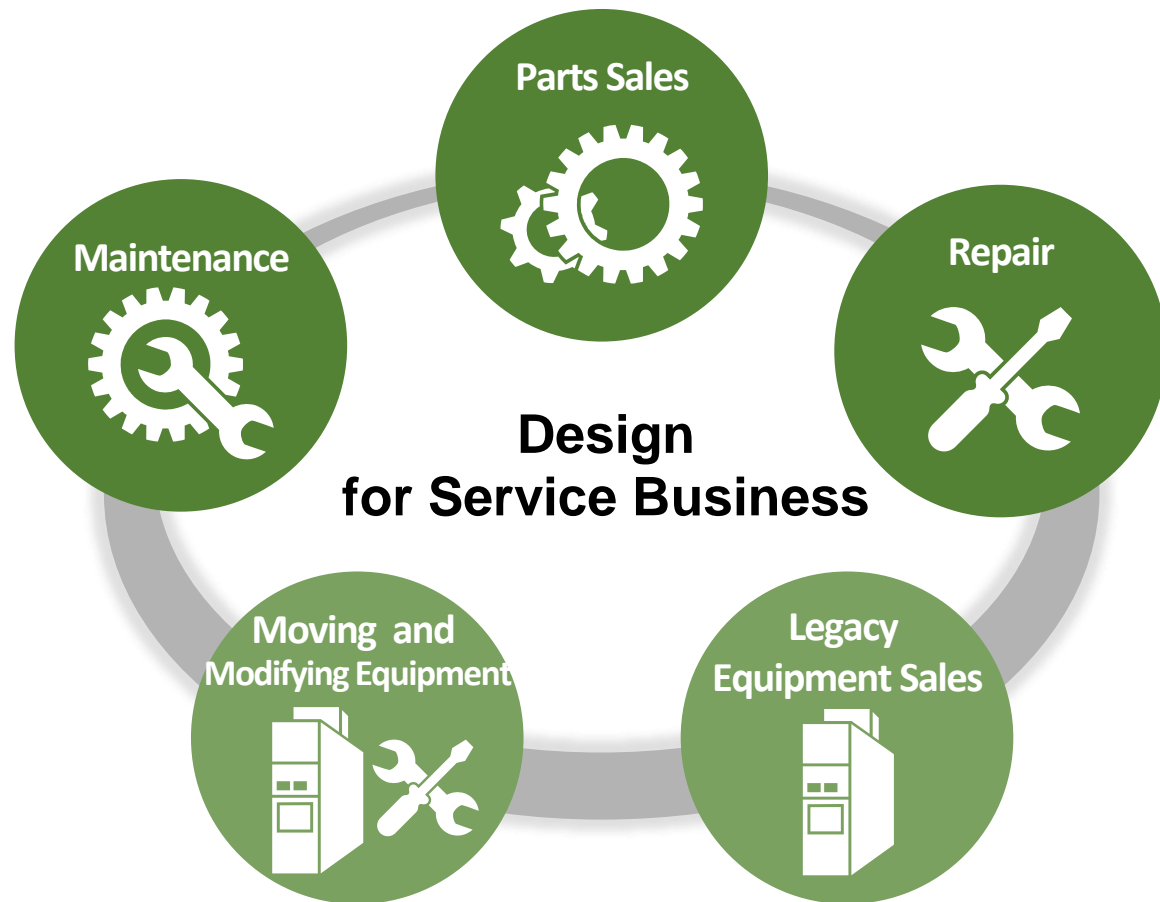 Parts Sales
Maintenance
Repair
Design
for Service Business
Moving and
Modifying Equipment
Legacy
Equipment Sales